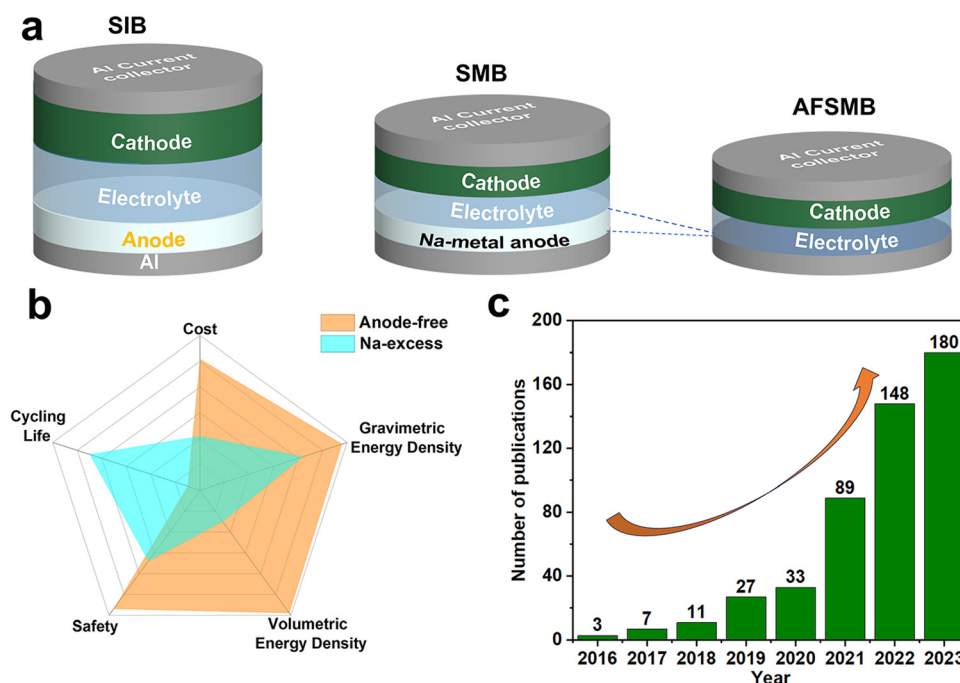 a
SIB
Al Current
collector
Cathode
Electrolyte
Anode
Al
SMB
Al Current
collector
Cathode
Electrolyte
Na-metal anode
AFSMB
Al Current
collector
Cathode
Electrolyte
b
Anode-free
Na-excess
Cost
Gravimetric
Energy Density
Volumetric
Energy Density
Safety
Cycling
Life
c
Number of publications
200
160
120
80
40
0
3
7
11
27
33
89
148
180
2016 2017 2018 2019 2020 2021 2022 2023
Year